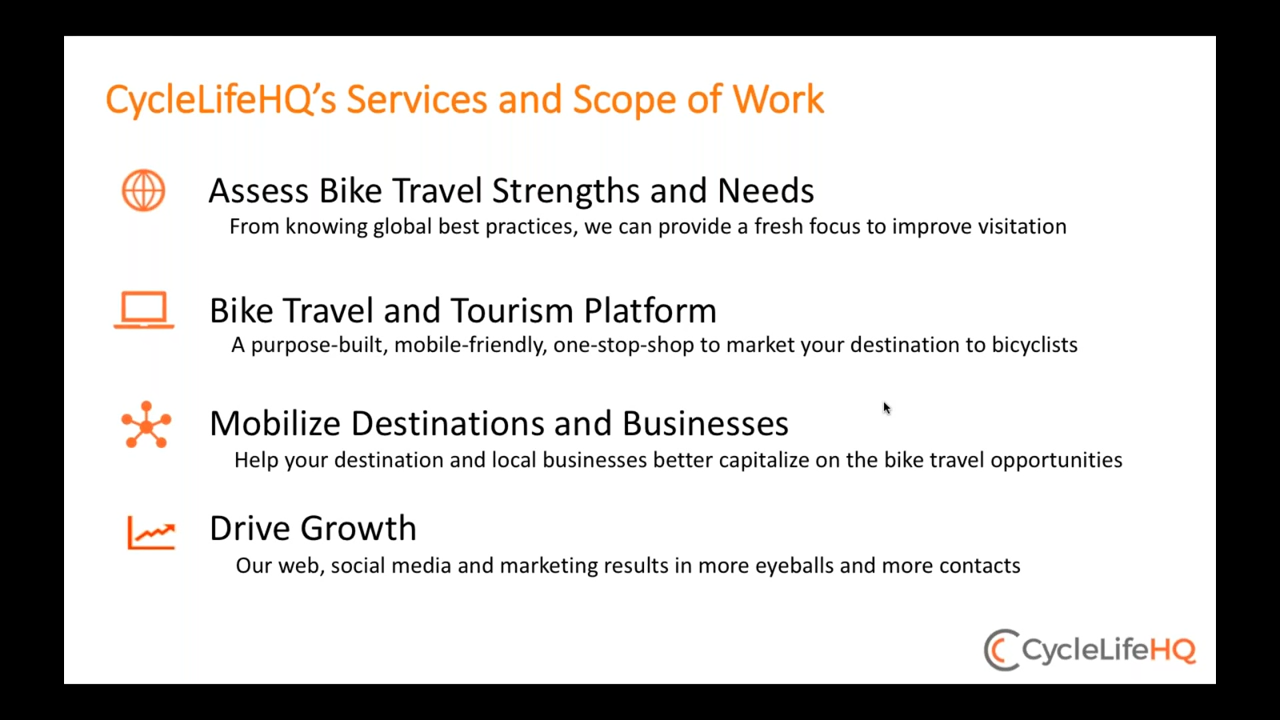 CycleLifeHQ’s Services and Scope of Work
Assess Bike Travel Strengths and Needs
From knowing global best practices, we can provide a fresh focus to improve visitation
Bike Travel and Tourism Platform
A purpose-built, mobile-friendly, one-stop-shop to market your destination to bicyclists
Mobilize Destinations and Businesses
Help your destination and local businesses better capitalize on the bike travel opportunities
Drive Growth
Our web, social media and marketing results in more eyeballs and more contacts
CycleLifeHQ